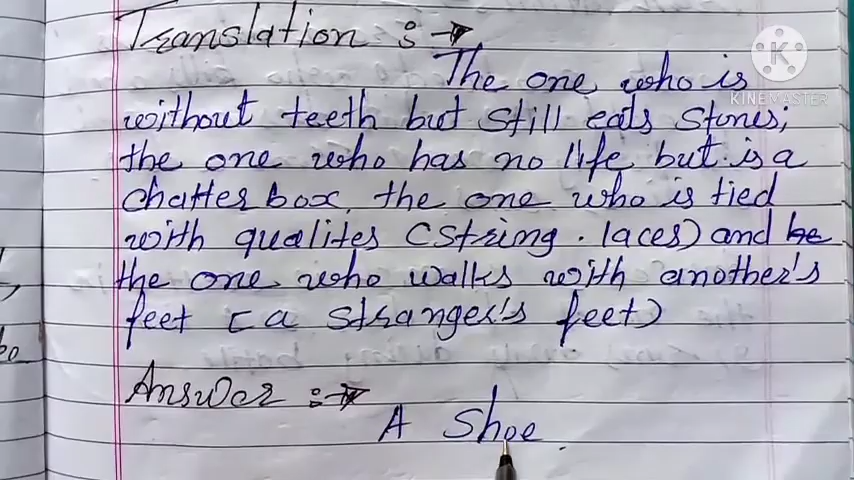 Translation :→
The one who is
without teeth but still eats stones;
the one who has no life but is a
chatter box, the one who is tied
with qualites (string . laces) and he
the one who walks with another's
feet [a stranger's feet)
Answer :→
A Shoe
KINEMASTER